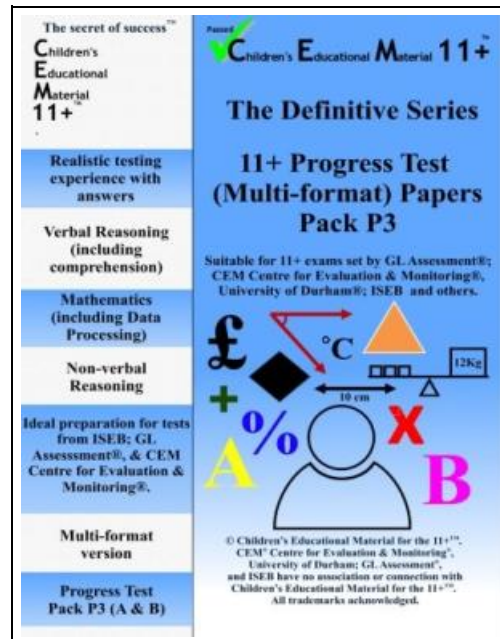 The secret of success™
Children's
Educational
Material
11+™
Realistic testing
experience with
answers
Verbal Reasoning
(including
comprehension)
Mathematics
(including Data
Processing)
Non-verbal
Reasoning
Ideal preparation for tests
from ISEB; GL
Assesssment®, & CEM
Centre for Evaluation &
Monitoring®.
Multi-format
version
Progress Test
Pack P3 (A & B)
Passed
Children's Educational Material 11+™
The Definitive Series
11+ Progress Test
(Multi-format) Papers
Pack P3
Suitable for 11+ exams set by GL Assessment®;
CEM Centre for Evaluation & Monitoring®,
University of Durham®; ISEB and others.
£
°C
12Kg
+
10 cm
%
X
A
B
© Children's Educational Material for the 11+™.
CEM® Centre for Evaluation & Monitoring®,
University of Durham; GL Assessment®,
and ISEB have no association or connection with
Children's Educational Material for the 11+™.
All trademarks acknowledged.